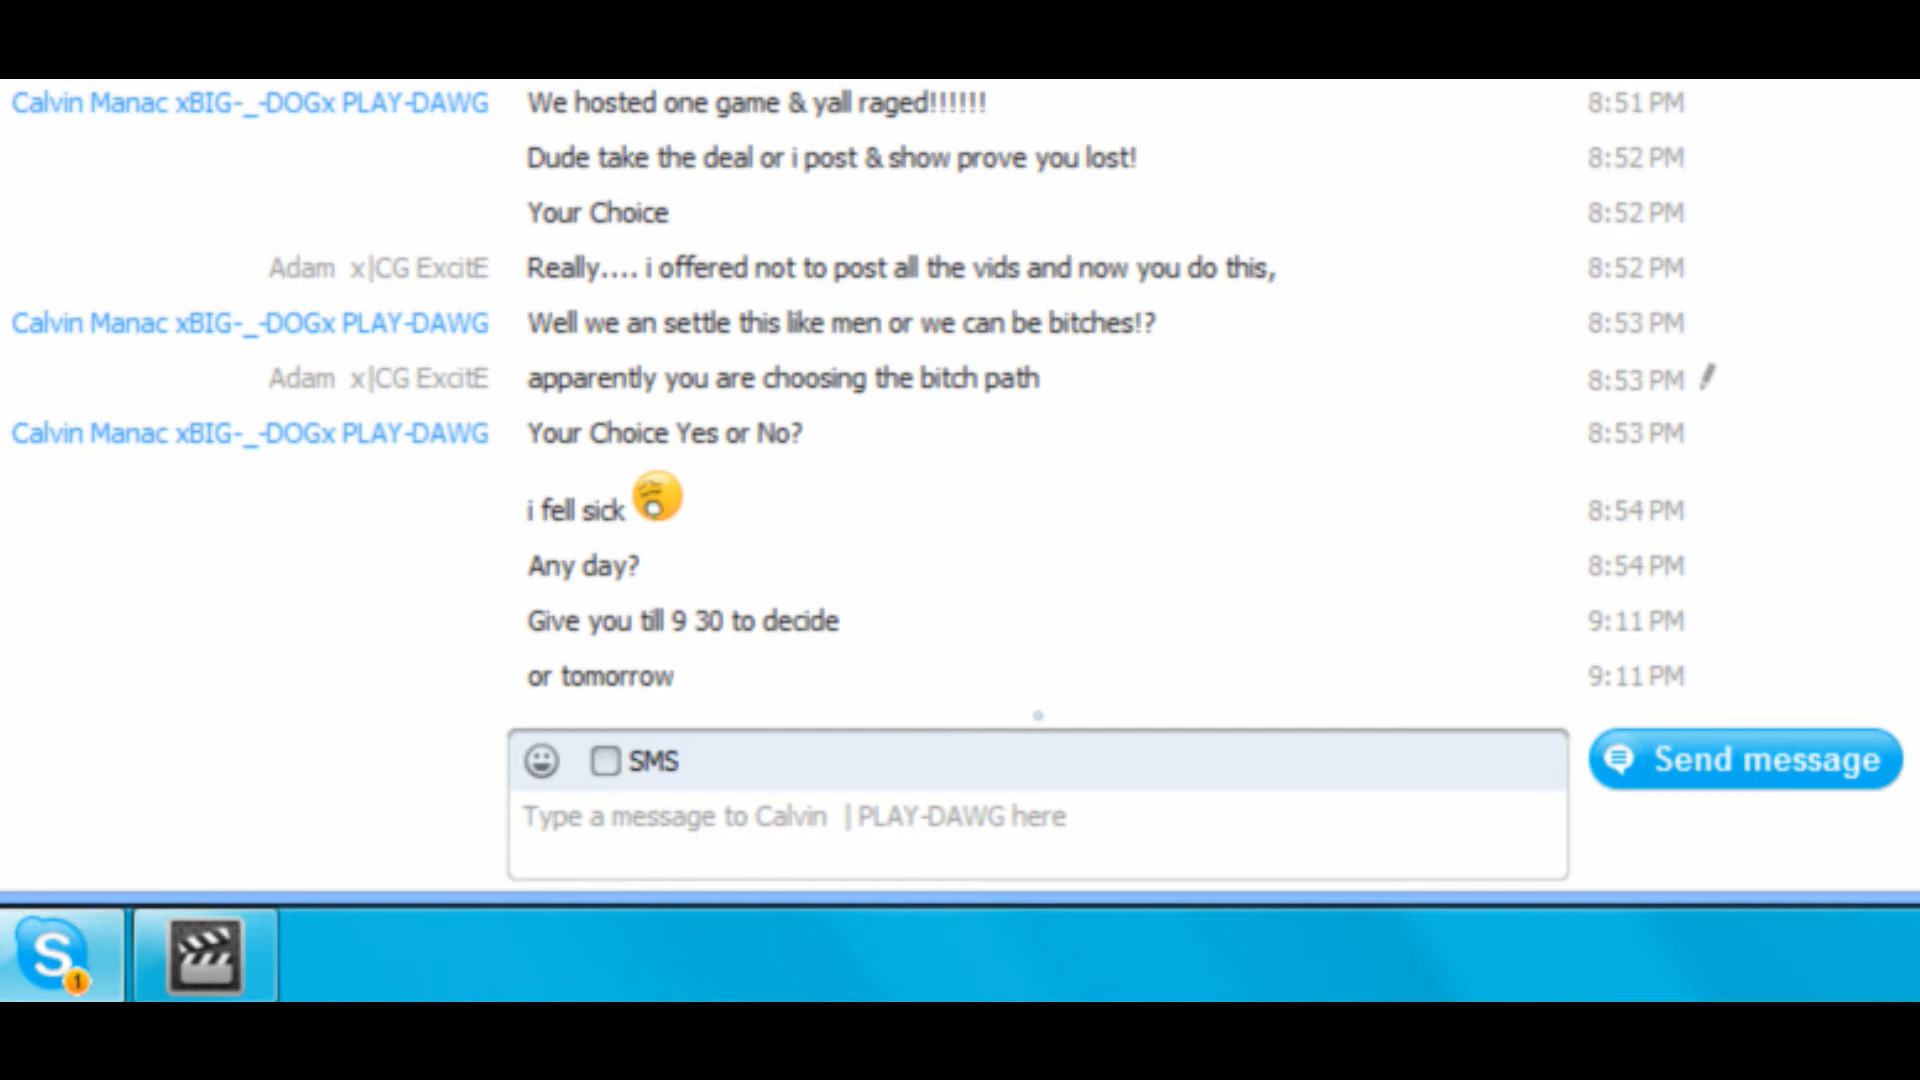 Calvin Manac xBIG-_-DOGx PLAY-DAWG We hosted one game & yall raged!!!!!! 8:51 PM
Dude take the deal or i post & show prove you lost! 8:52 PM
Your Choice 8:52 PM
Adam x|CG ExcitE Really.... i offered not to post all the vids and now you do this, 8:52 PM
Calvin Manac xBIG-_-DOGx PLAY-DAWG Well we an settle this like men or we can be bitches!? 8:53 PM
Adam x|CG ExcitE apparently you are choosing the bitch path 8:53 PM
Calvin Manac xBIG-_-DOGx PLAY-DAWG Your Choice Yes or No? 8:53 PM
i fell sick 8:54 PM
Any day? 8:54 PM
Give you till 9 30 to decide 9:11 PM
or tomorrow 9:11 PM
SMS
Send message
Type a message to Calvin | PLAY-DAWG here
S
1